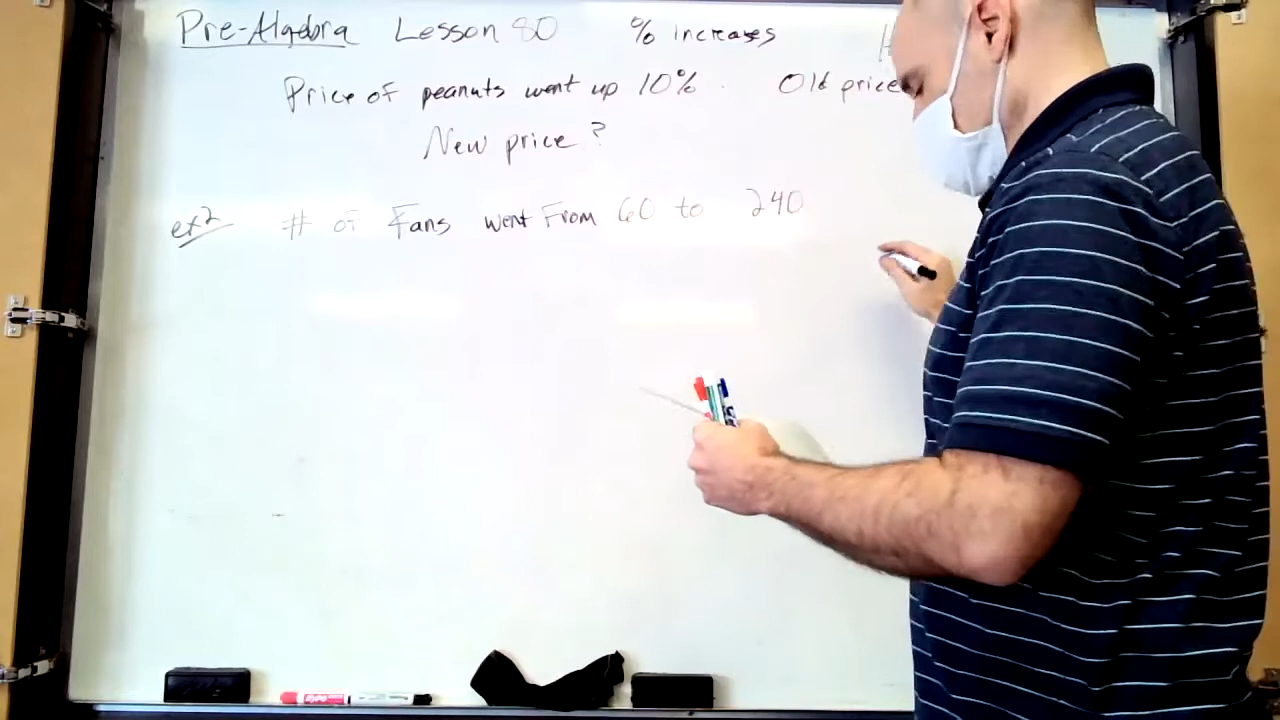 Pre-Algebra Lesson 80 % increases
Price of peanuts went up 10%. Old price
New price?
ex2 # of Fans went From 60 to 240